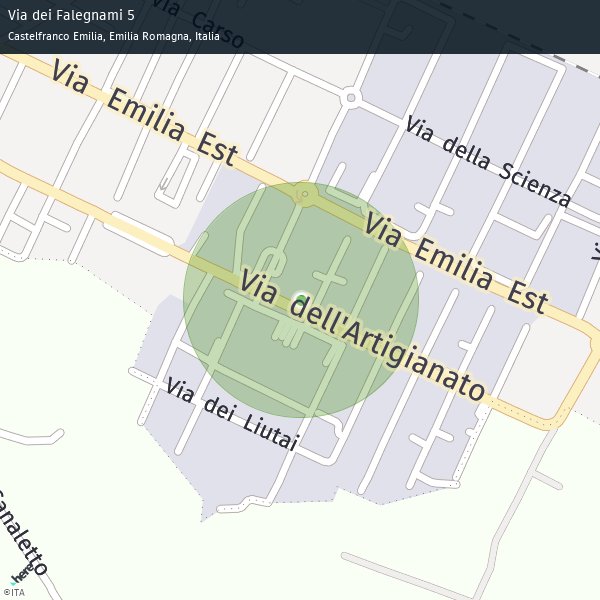 Via dei Falegnami 5
Castelfranco Emilia, Emilia Romagna, Italia
Via Carso
Via Emilia Est
Via della Scienza
Via Emilia Est
Via dell'Artigianato
Via dei Liutai
Canaletto
here
©ITA